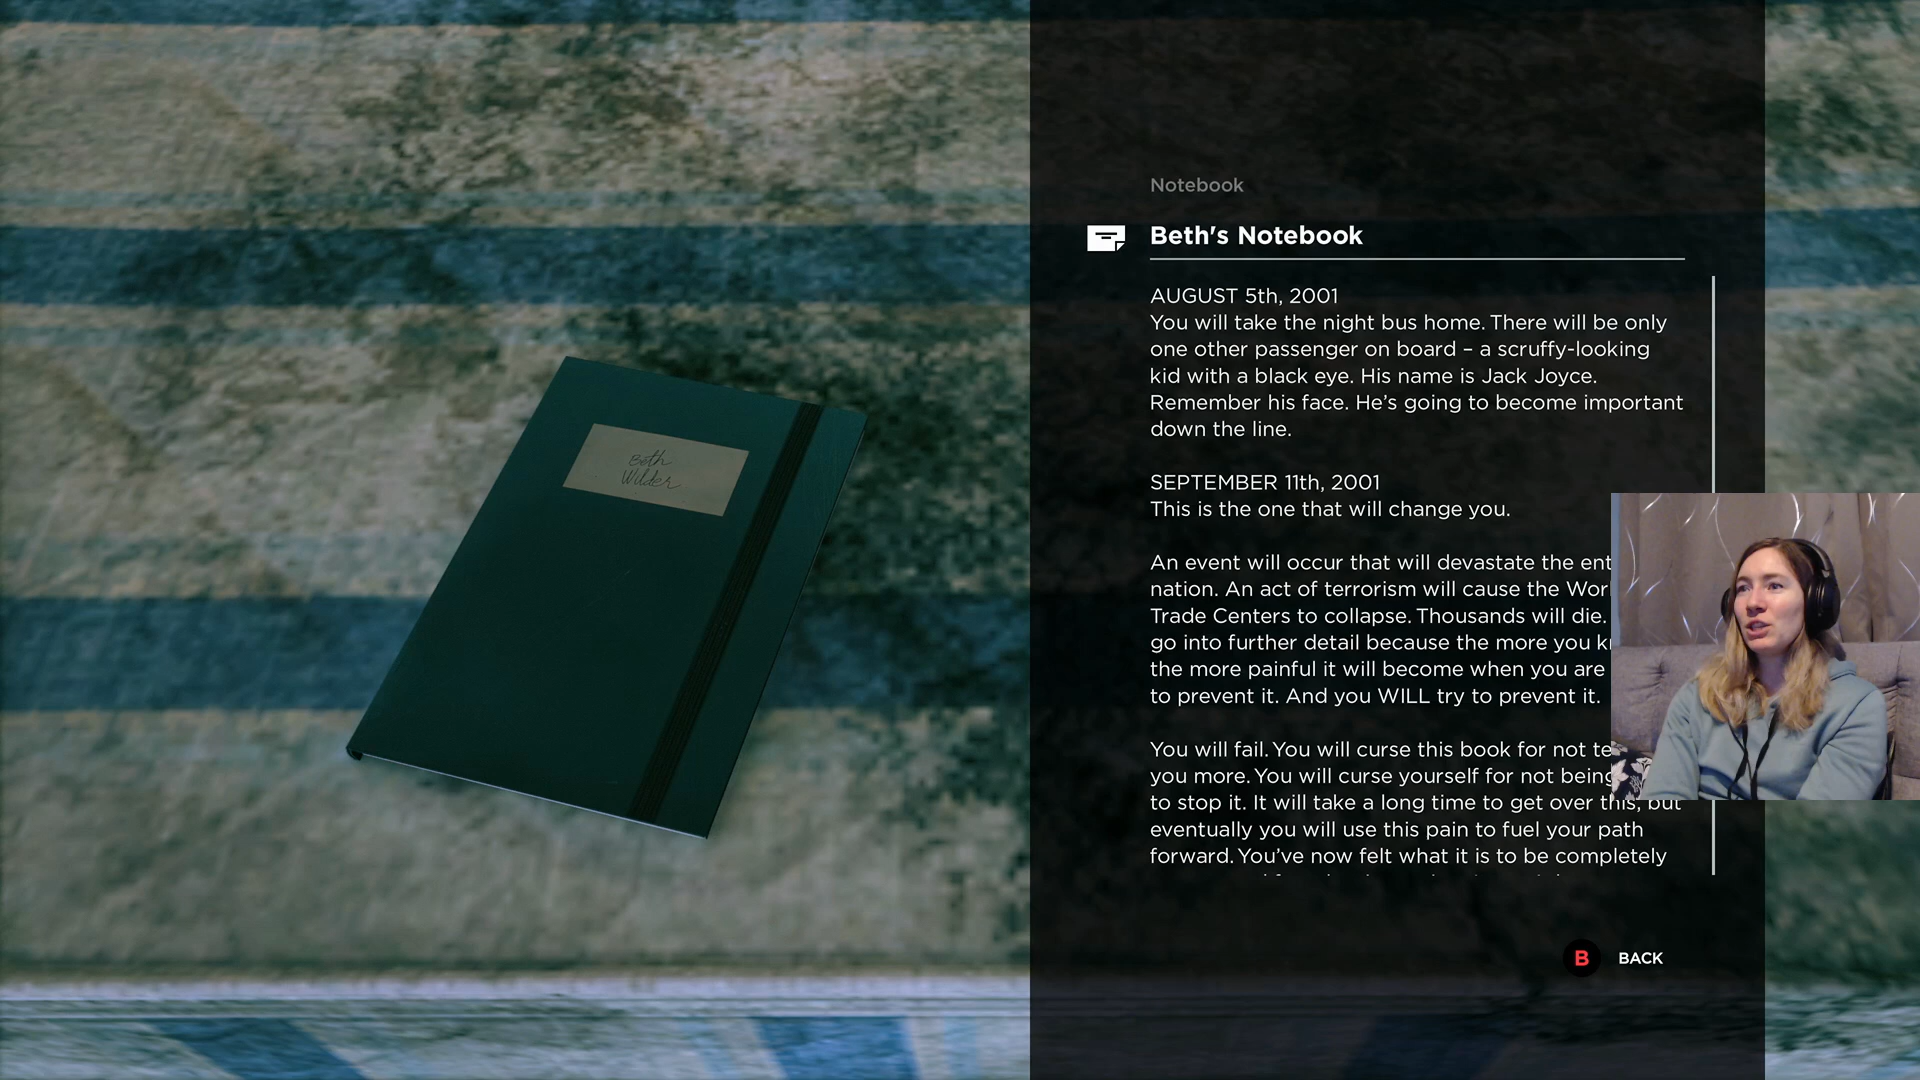 Notebook
Beth's Notebook
AUGUST 5th, 2001
You will take the night bus home. There will be only
one other passenger on board – a scruffy-looking
kid with a black eye. His name is Jack Joyce.
Remember his face. He’s going to become important
down the line.
SEPTEMBER 11th, 2001
This is the one that will change you.
An event will occur that will devastate the
nation. An act of terrorism will cause the
Trade Centers to collapse. Thousands will die.
go into further detail because the more you
the more painful it will become when you are
to prevent it. And you WILL try to prevent it.
You will fail. You will curse this book for not
you more. You will curse yourself for not being
to stop it. It will take a long time to get over this, but
eventually you will use this pain to fuel your path
forward. You’ve now felt what it is to be completely
Beth
Wilder
B BACK